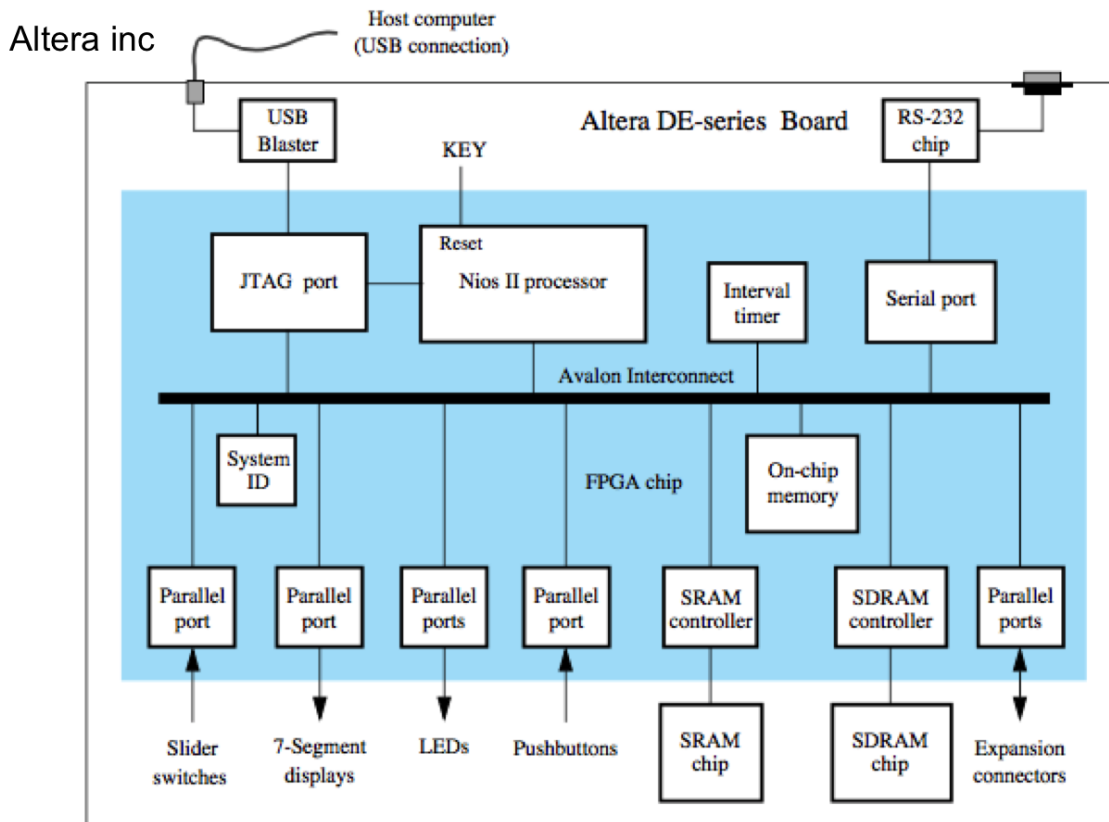 Altera inc
Host computer
(USB connection)
USB
Blaster
Altera DE-series Board
RS-232
chip
KEY
JTAG port
Reset
Nios II processor
Interval
timer
Serial port
Avalon Interconnect
System
ID
FPGA chip
On-chip
memory
Parallel
port
Parallel
port
Parallel
ports
Parallel
port
SRAM
controller
SDRAM
controller
Parallel
ports
Slider
switches
7-Segment
displays
LEDs
Pushbuttons
SRAM
chip
SDRAM
chip
Expansion
connectors